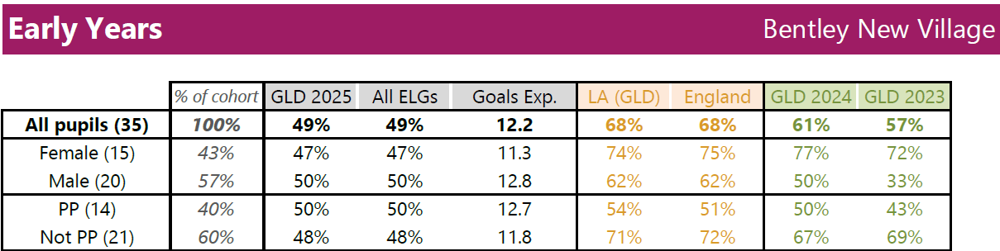 Early Years Bentley New Village
% of cohort GLD 2025 All ELGs Goals Exp. LA (GLD) England GLD 2024 GLD 2023
All pupils (35) 100% 49% 49% 12.2 68% 68% 61% 57%
Female (15) 43% 47% 47% 11.3 74% 75% 77% 72%
Male (20) 57% 50% 50% 12.8 62% 62% 50% 33%
PP (14) 40% 50% 50% 12.7 54% 51% 50% 43%
Not PP (21) 60% 48% 48% 11.8 71% 72% 67% 69%